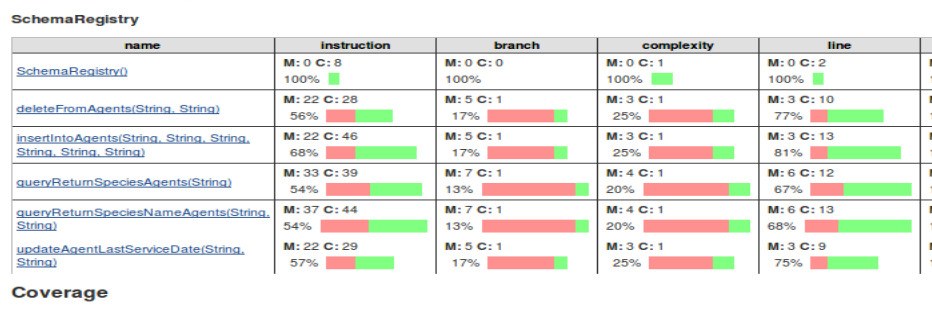 SchemaRegistry
name instruction branch complexity line
SchemaRegistry() M: 0 C: 8 100% M: 0 C: 0 100% M: 0 C: 1 100% M: 0 C: 2 100%
deleteFromAgents(String, String) M: 22 C: 28 56% M: 5 C: 1 17% M: 3 C: 1 25% M: 3 C: 10 77%
insertIntoAgents(String, String, String, String, String, String) M: 22 C: 46 68% M: 5 C: 1 17% M: 3 C: 1 25% M: 3 C: 13 81%
queryReturnSpeciesAgents(String) M: 33 C: 39 54% M: 7 C: 1 13% M: 4 C: 1 20% M: 6 C: 12 67%
queryReturnSpeciesNameAgents(String, String) M: 37 C: 44 54% M: 7 C: 1 13% M: 4 C: 1 20% M: 6 C: 13 68%
updateAgentLastServiceDate(String, String) M: 22 C: 29 57% M: 5 C: 1 17% M: 3 C: 1 25% M: 3 C: 9 75%
Coverage